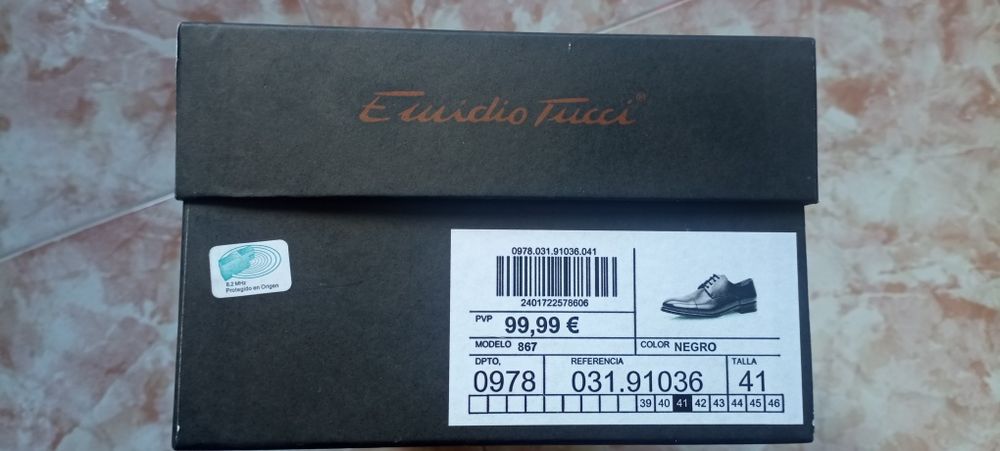 Emidio Tucci®
8.2 MHz
Protegido en Origen
0978.031.91036.041
2401722578606
PVP 99,99 €
MODELO 867
COLOR NEGRO
DPTO, REFERENCIA TALLA
0978 031.91036 41
39 40 41 42 43 44 45 46